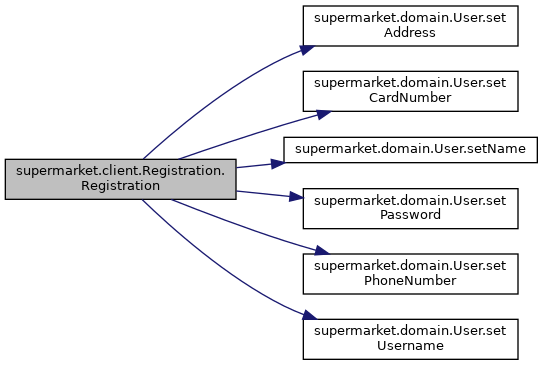 supermarket.domain.User.set
Address
supermarket.domain.User.set
CardNumber
supermarket.domain.User.setName
supermarket.client.Registration.
Registration
supermarket.domain.User.set
Password
supermarket.domain.User.set
PhoneNumber
supermarket.domain.User.set
Username